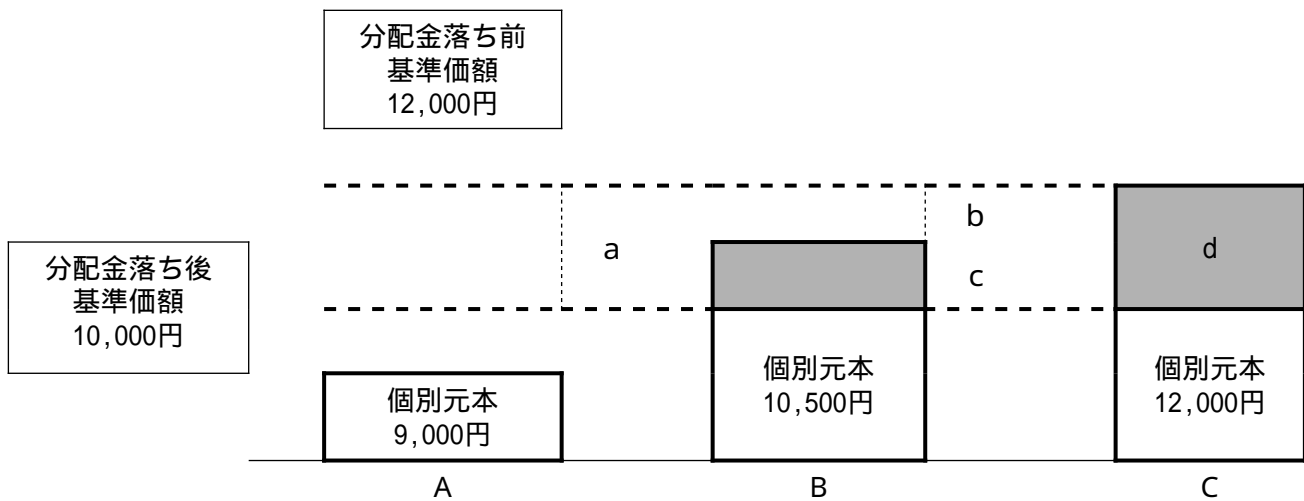 分配金落ち前
基準価額
12,000円
b
a
d
c
分配金落ち後
基準価額
10,000円
個別元本
10,500円
個別元本
12,000円
個別元本
9,000円
A
B
C